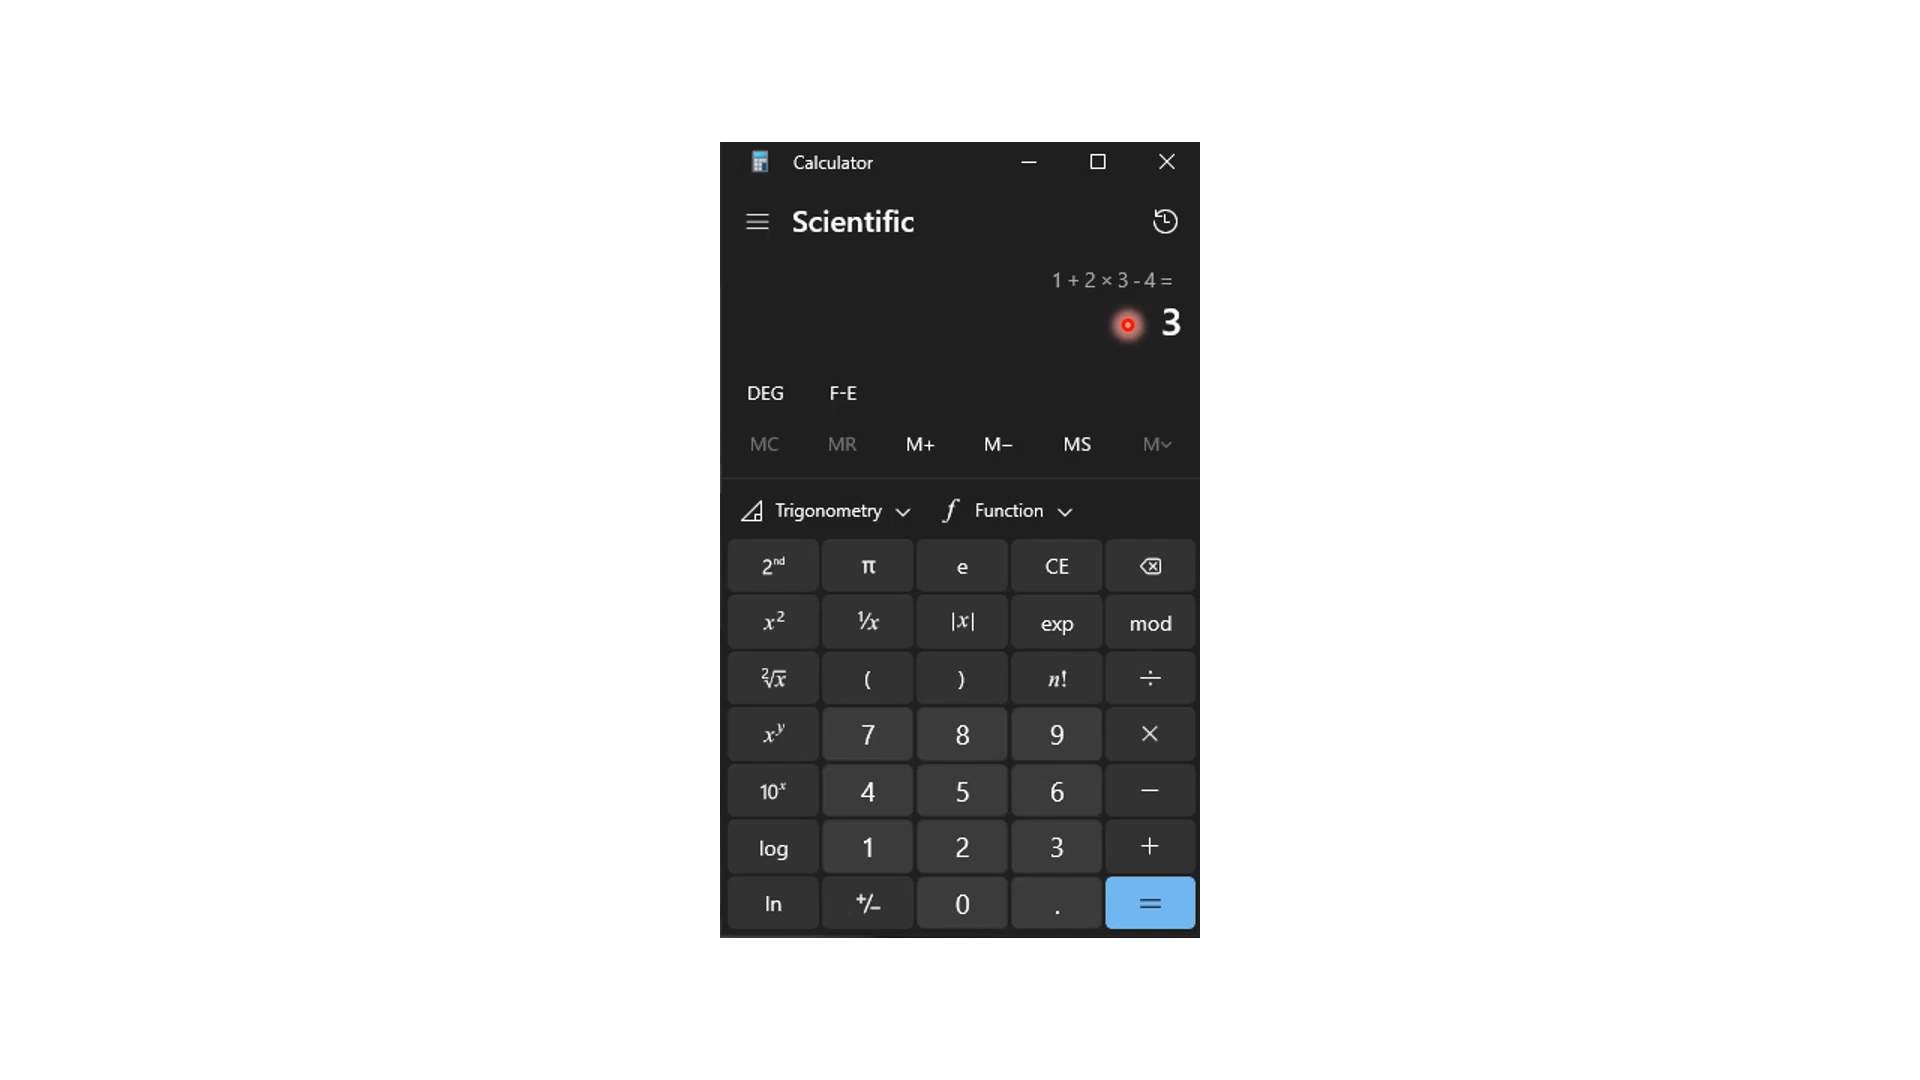 Calculator
Scientific
1 + 2 × 3 - 4 =
3
DEG F-E
MC MR M+ M− MS M
Trigonometry f Function
2ⁿᵈ π e CE
x² ¹/x |x| exp mod
²√x ( ) n! ÷
xʸ 7 8 9 ×
10ˣ 4 5 6 −
log 1 2 3 +
ln +/− 0 . =